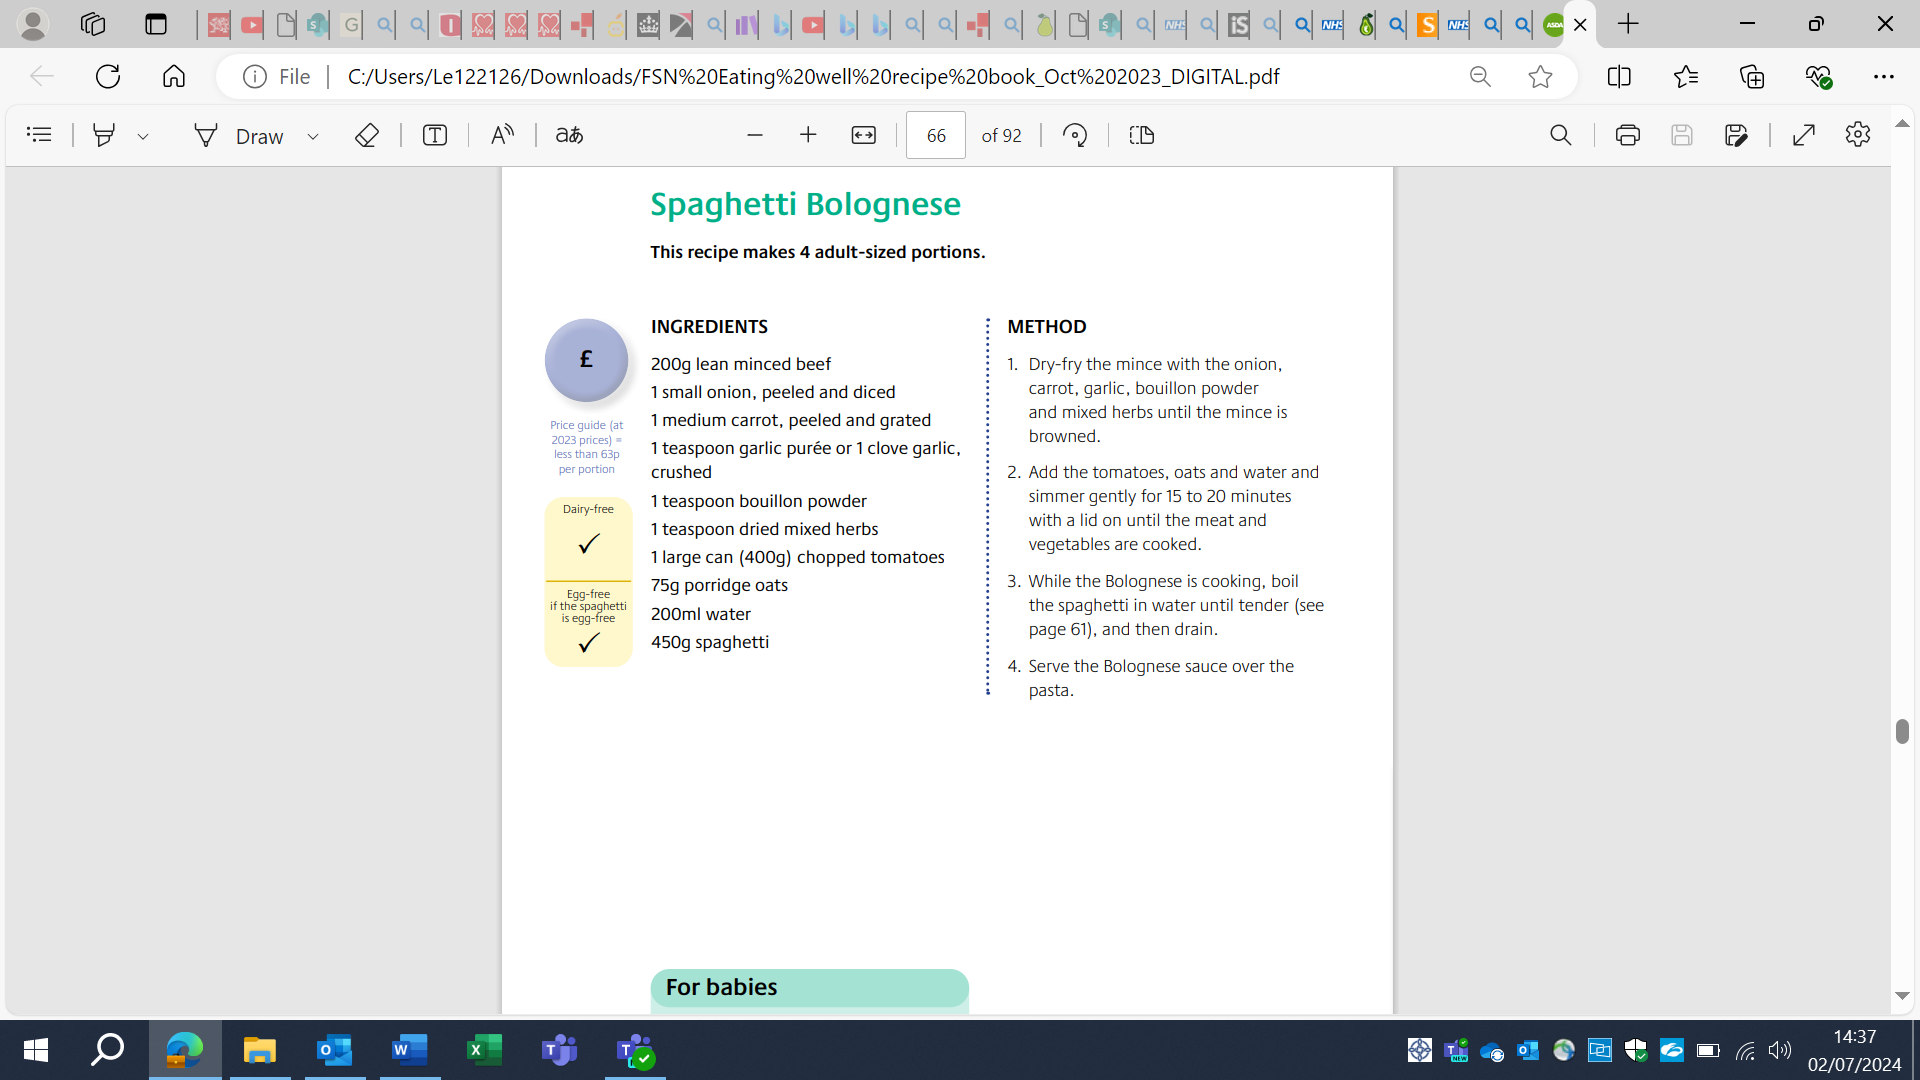 File
C:/Users/Le122126/Downloads/FSN%20Eating%20well%20recipe%20book_Oct%202023_DIGITAL.pdf
Draw
66 of 92
Spaghetti Bolognese
This recipe makes 4 adult-sized portions.
£
Price guide (at
2023 prices) =
less than 63p
per portion
Dairy-free
Egg-free
if the spaghetti
is egg-free
INGREDIENTS
200g lean minced beef
1 small onion, peeled and diced
1 medium carrot, peeled and grated
1 teaspoon garlic purée or 1 clove garlic,
crushed
1 teaspoon bouillon powder
1 teaspoon dried mixed herbs
1 large can (400g) chopped tomatoes
75g porridge oats
200ml water
450g spaghetti
METHOD
1. Dry-fry the mince with the onion,
carrot, garlic, bouillon powder
and mixed herbs until the mince is
browned.
2. Add the tomatoes, oats and water and
simmer gently for 15 to 20 minutes
with a lid on until the meat and
vegetables are cooked.
3. While the Bolognese is cooking, boil
the spaghetti in water until tender (see
page 61), and then drain.
4. Serve the Bolognese sauce over the
pasta.
For babies
14:37
02/07/2024